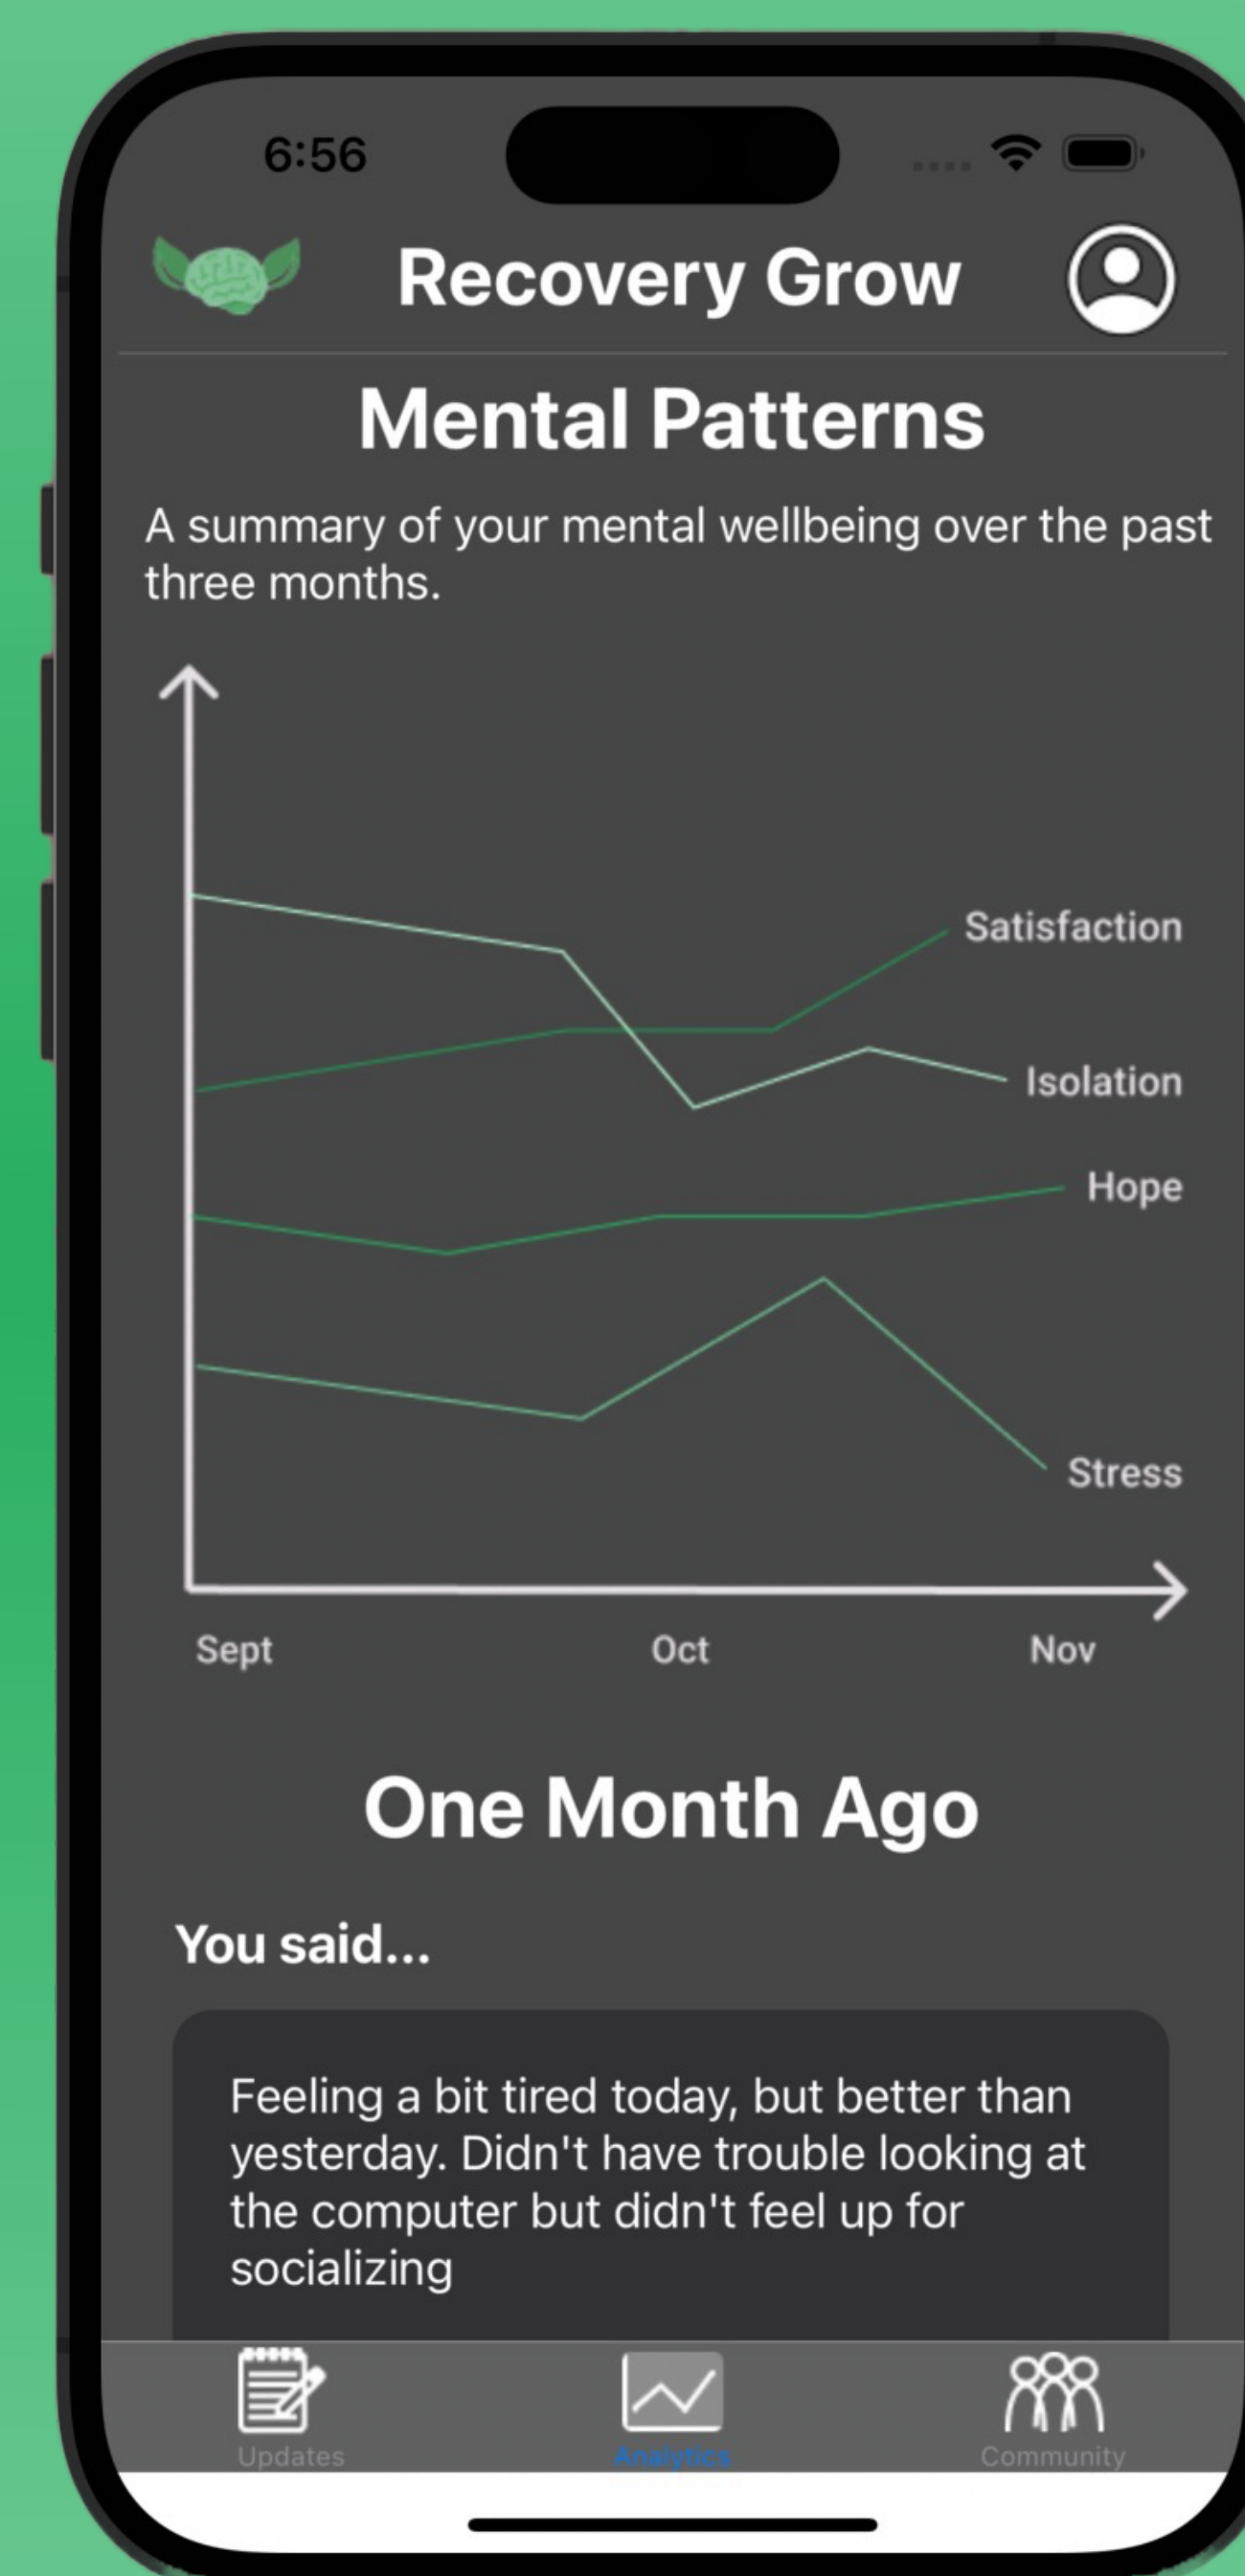 6:56
Recovery Grow
Mental Patterns
A summary of your mental wellbeing over the past
three months.
Satisfaction
Isolation
Hope
Stress
Sept Oct Nov
One Month Ago
You said...
Feeling a bit tired today, but better than
yesterday. Didn't have trouble looking at
the computer but didn't feel up for
socializing
Updates Analytics Community